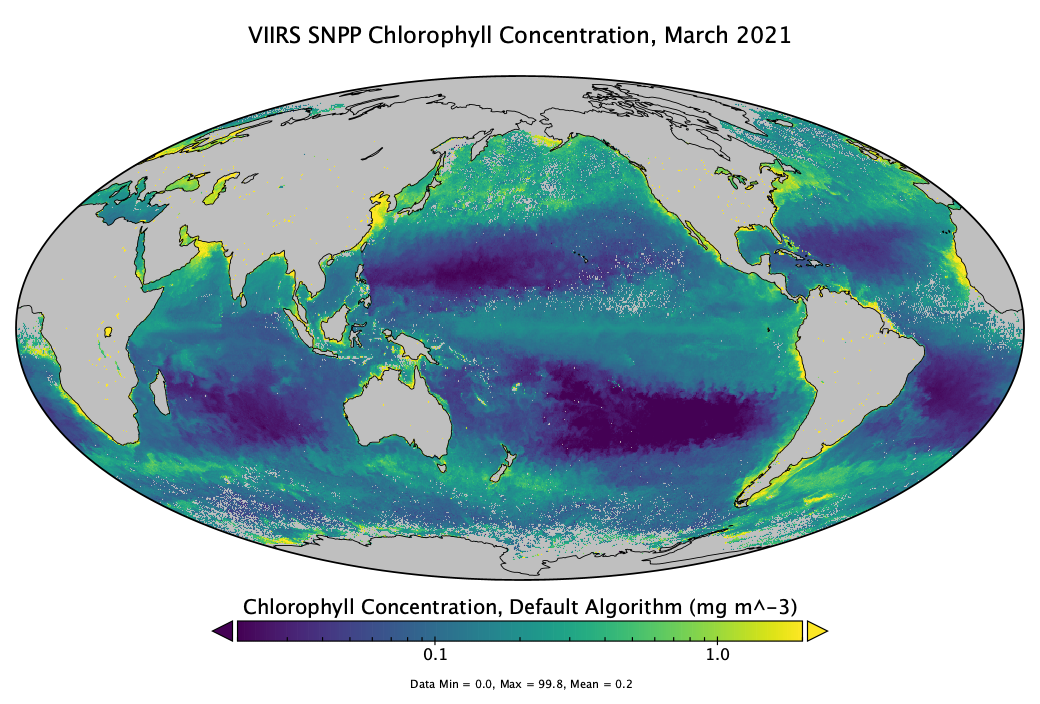 VIIRS SNPP Chlorophyll Concentration, March 2021
Chlorophyll Concentration, Default Algorithm (mg m^-3)
0.1 1.0
Data Min = 0.0, Max = 99.8, Mean = 0.2